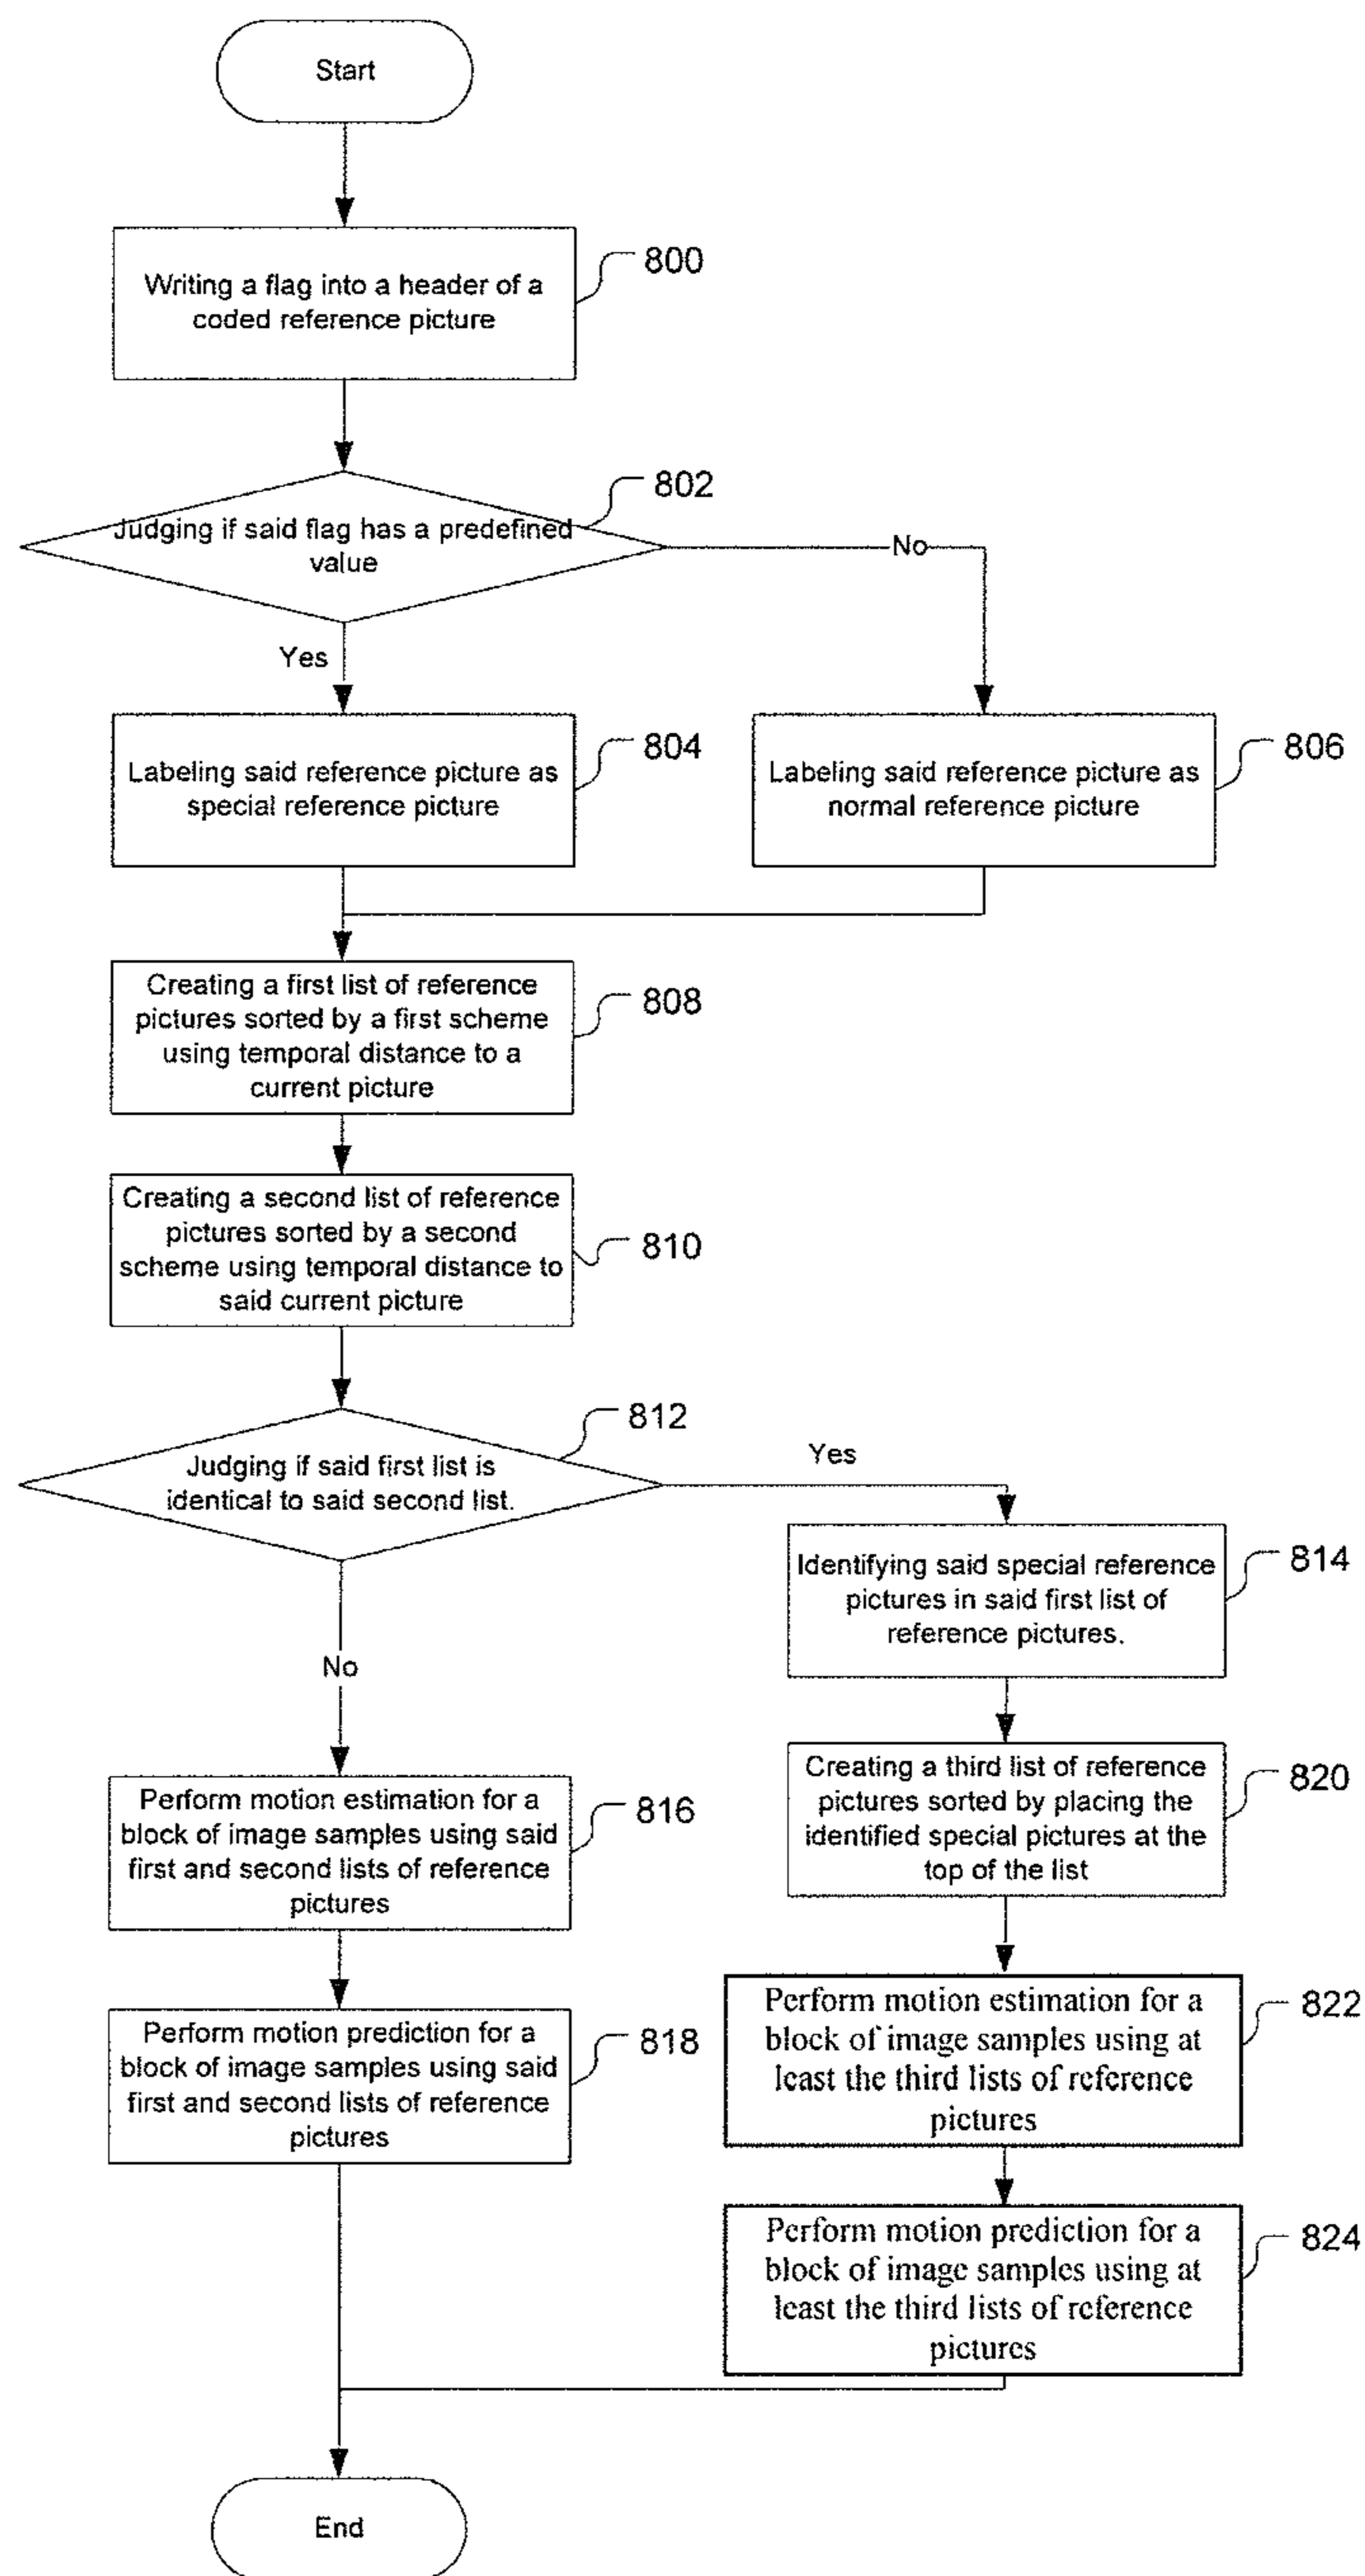 Start
Writing a flag into a header of a
coded reference picture
800
Judging if said flag has a predefined
value
802
No
Yes
Labeling said reference picture as
special reference picture
804
Labeling said reference picture as
normal reference picture
806
Creating a first list of reference
pictures sorted by a first scheme
using temporal distance to a
current picture
808
Creating a second list of reference
pictures sorted by a second
scheme using temporal distance to
said current picture
810
Judging if said first list is
identical to said second list.
812
Yes
No
Identifying said special reference
pictures in said first list of
reference pictures.
814
Creating a third list of reference
pictures sorted by placing the
identified special pictures at the
top of the list
820
Perform motion estimation for a
block of image samples using said
first and second lists of reference
pictures
816
Perform motion prediction for a
block of image samples using said
first and second lists of reference
pictures
818
Perform motion estimation for a
block of image samples using at
least the third lists of reference
pictures
822
Perform motion prediction for a
block of image samples using at
least the third lists of reference
pictures
824
End